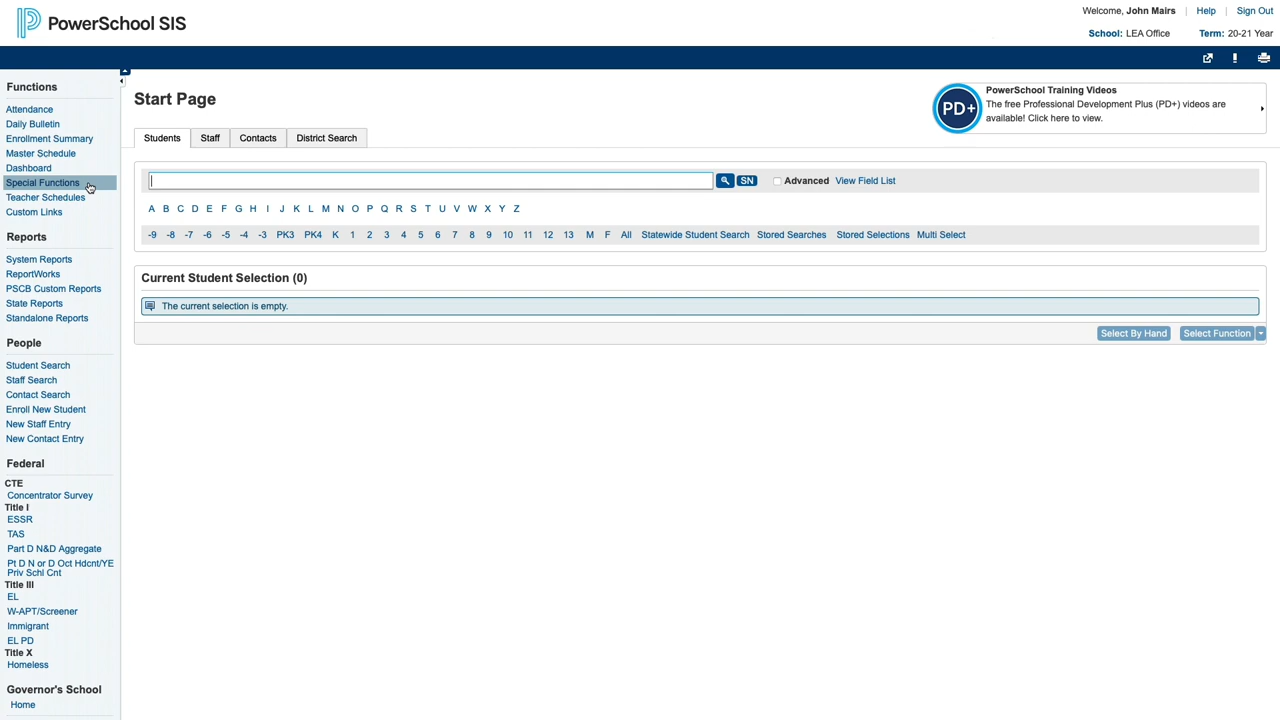 PowerSchool SIS
Welcome, John Mairs
Help
Sign Out
School: LEA Office
Term: 20-21 Year
Functions
Attendance
Daily Bulletin
Enrollment Summary
Master Schedule
Dashboard
Special Functions
Teacher Schedules
Custom Links
Reports
System Reports
ReportWorks
PSCB Custom Reports
State Reports
Standalone Reports
People
Student Search
Staff Search
Contact Search
Enroll New Student
New Staff Entry
New Contact Entry
Federal
CTE
Concentrator Survey
Title I
ESSR
TAS
Part D N&D Aggregate
Pt D N or D Oct Hdcnt/YE
Priv Schl Cnt
Title III
EL
W-APT/Screener
Immigrant
EL PD
Title X
Homeless
Governor's School
Home
Start Page
PD+
PowerSchool Training Videos
The free Professional Development Plus (PD+) videos are
available! Click here to view.
Students Staff Contacts District Search
SN Advanced View Field List
A B C D E F G H I J K L M N O P Q R S T U V W X Y Z
-9 -8 -7 -6 -5 -4 -3 PK3 PK4 K 1 2 3 4 5 6 7 8 9 10 11 12 13 M F All Statewide Student Search Stored Searches Stored Selections Multi Select
Current Student Selection (0)
The current selection is empty.
Select By Hand Select Function